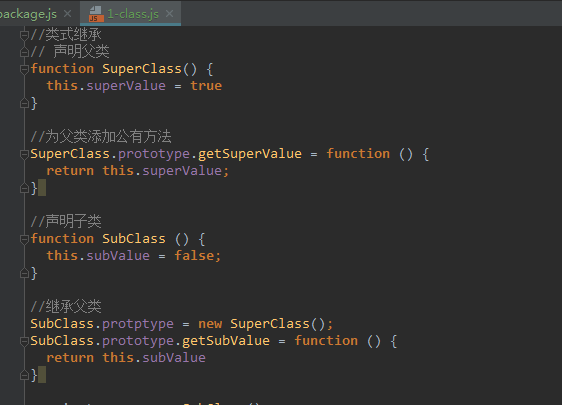 package.js 1-class.js
//类式继承
// 声明父类
function SuperClass() {
  this.superValue = true
}
//为父类添加公有方法
SuperClass.prototype.getSuperValue = function () {
  return this.superValue;
}
//声明子类
function SubClass () {
  this.subValue = false;
}
//继承父类
SubClass.protptype = new SuperClass();
SubClass.prototype.getSubValue = function () {
  return this.subValue
}